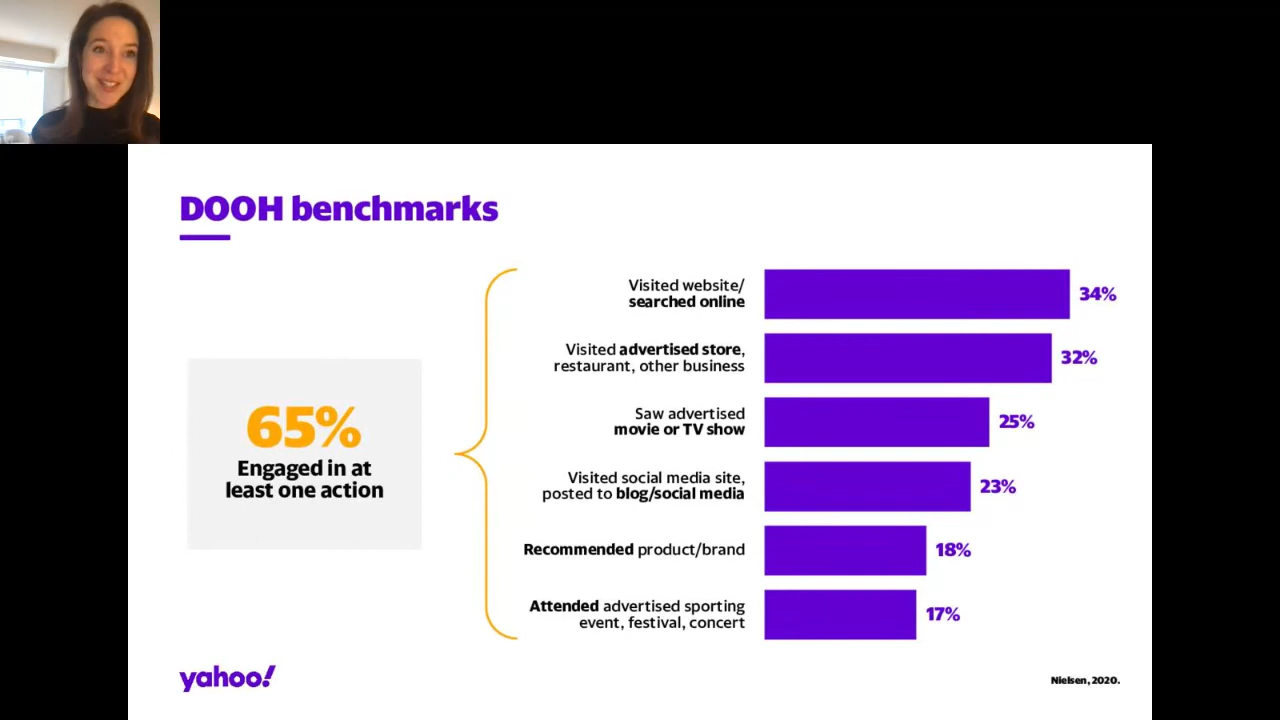 DOOH benchmarks
65%
Engaged in at
least one action
Visited website/
searched online
34%
Visited advertised store,
restaurant, other business
32%
Saw advertised
movie or TV show
25%
Visited social media site,
posted to blog/social media
23%
Recommended product/brand
18%
Attended advertised sporting
event, festival, concert
17%
yahoo!
Nielsen, 2020.